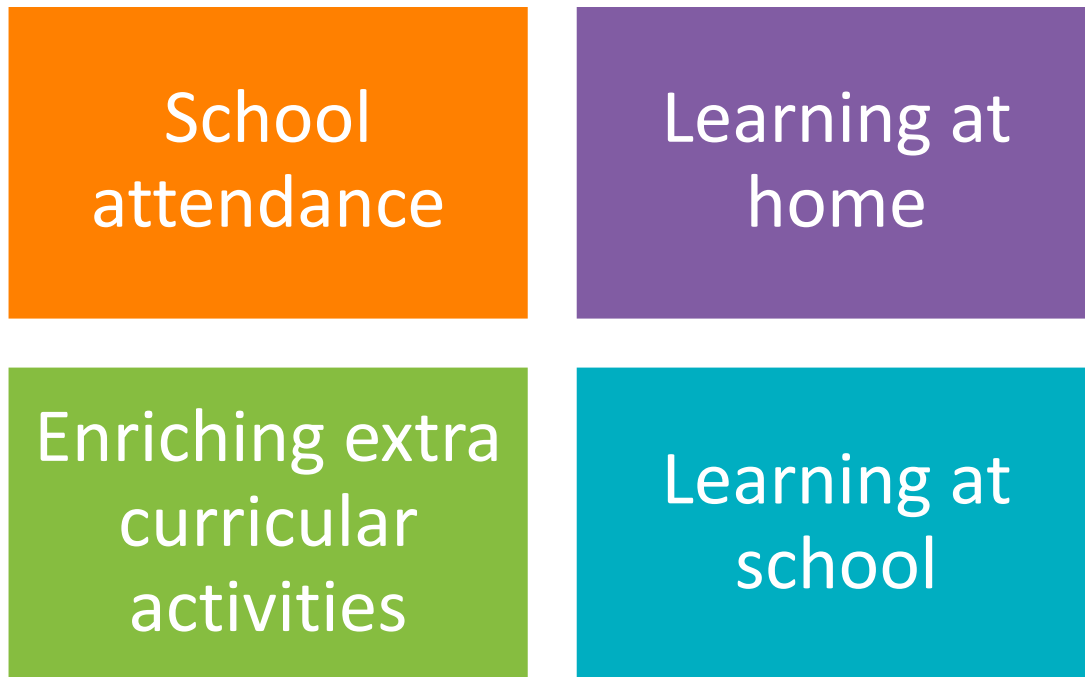 School
attendance
Learning at
home
Enriching extra
curricular
activities
Learning at
school